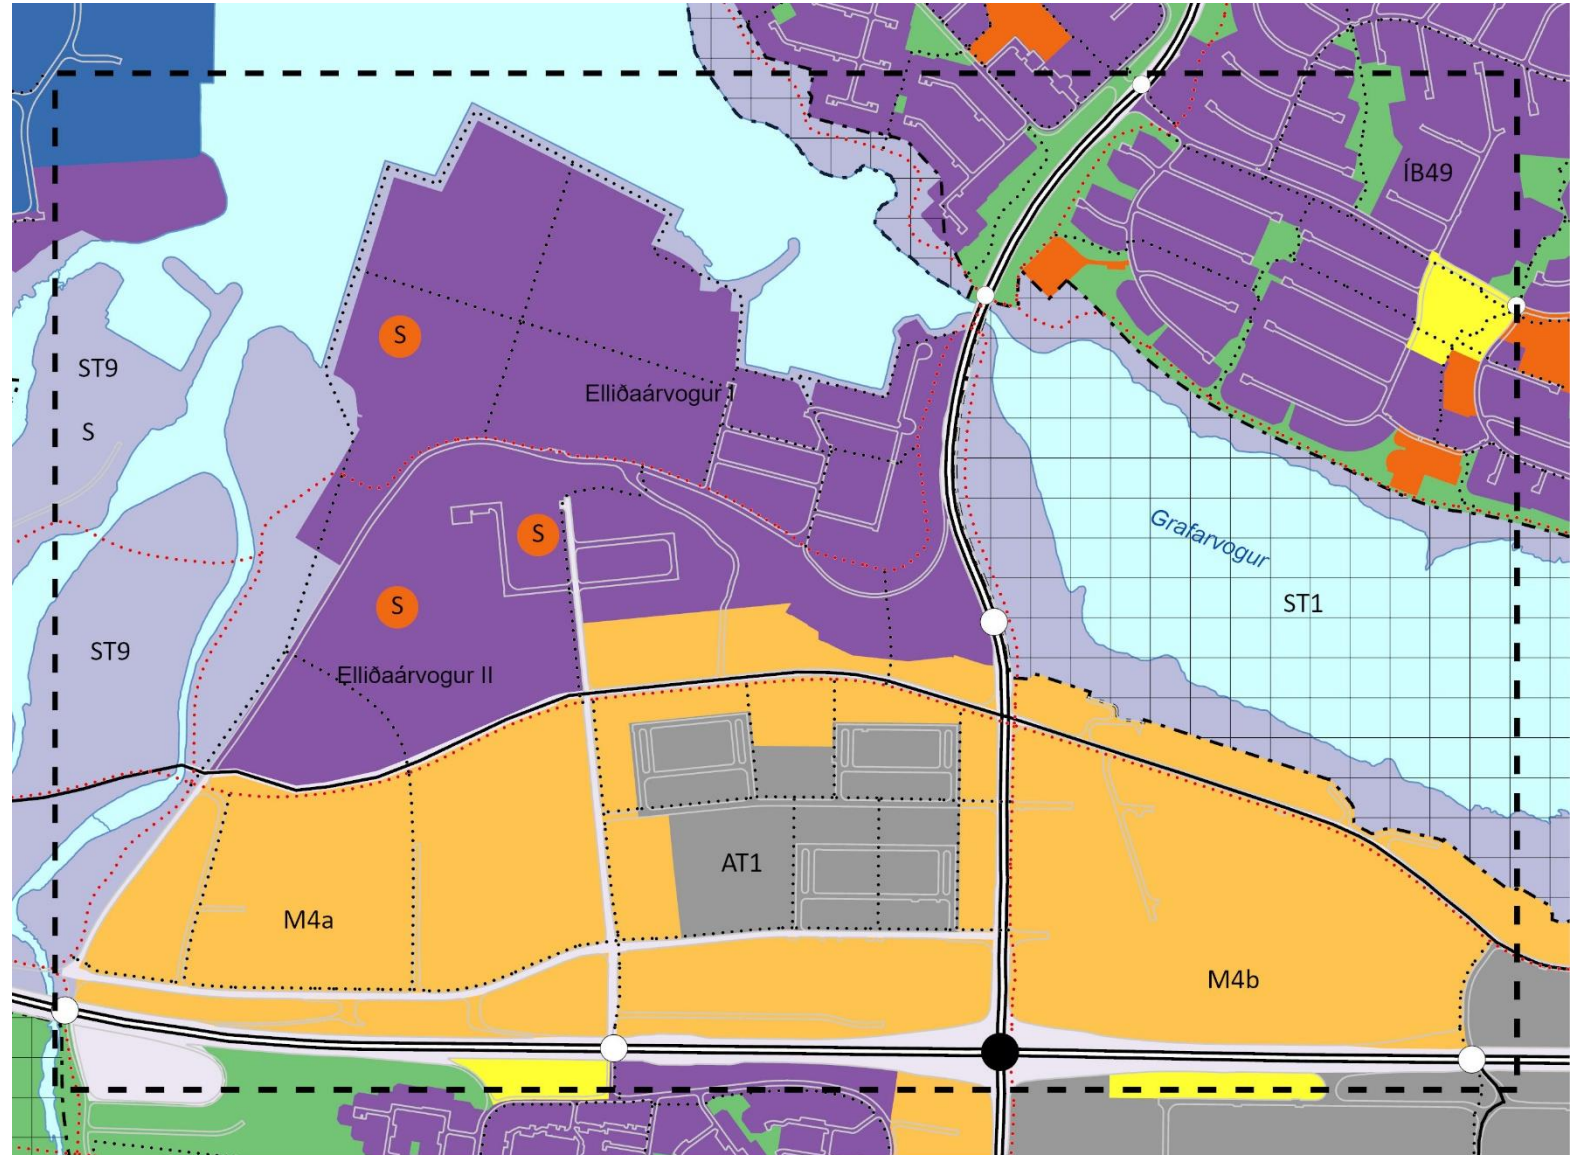 ÍB49
S
ST9
Elliðaárvogur I
S
S
Grafarvogur
ST1
S
ST9
Elliðaárvogur II
AT1
M4a
M4b